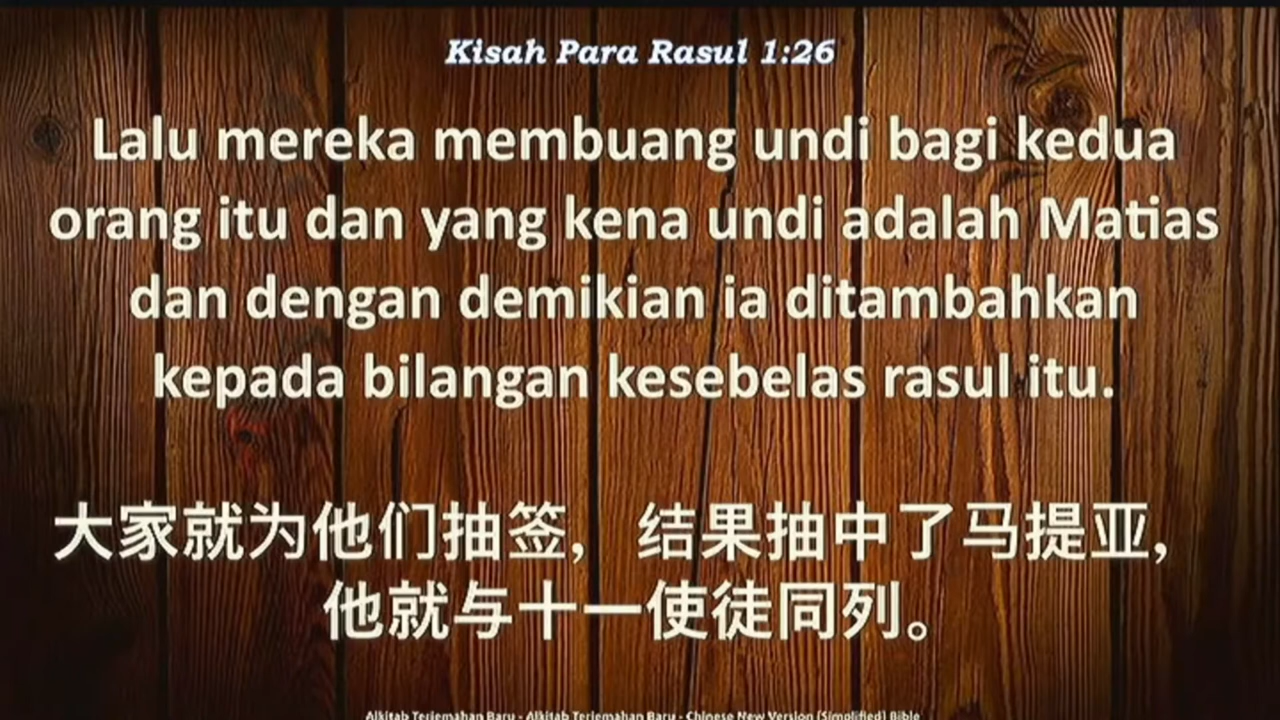 Kisah Para Rasul 1:26
Lalu mereka membuang undi bagi kedua
orang itu dan yang kena undi adalah Matias
dan dengan demikian ia ditambahkan
kepada bilangan kesebelas rasul itu.
大家就为他们抽签， 结果抽中了马提亚，
他就与十一使徒同列。
Alkitab Terjemahan Baru - Alkitab Terjemahan Baru - Chinese New Version (Simplified) Bible